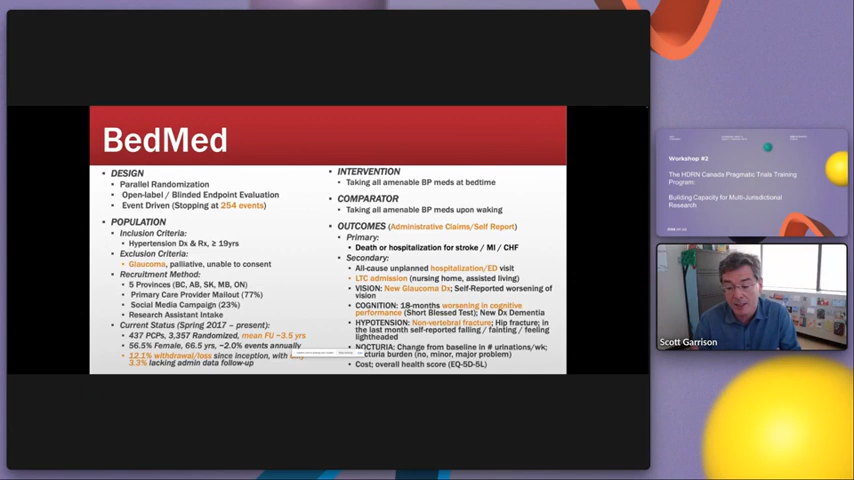 BedMed
DESIGN
Parallel Randomization
Open-label / Blinded Endpoint Evaluation
Event Driven (Stopping at 254 events)
POPULATION
Inclusion Criteria:
Hypertension Dx & Rx, ≥ 19yrs
Exclusion Criteria:
Glaucoma, palliative, unable to consent
Recruitment Method:
5 Provinces (BC, AB, SK, MB, ON)
Primary Care Provider Mailout (77%)
Social Media Campaign (23%)
Research Assistant Intake
Current Status (Spring 2017 – present):
437 PCPs, 3,357 Randomized, mean FU ~3.5 yrs
56.5% Female, 66.5 yrs, ~2.0% events annually
12.1% withdrawal/loss since inception, with
3.3% lacking admin data follow-up
INTERVENTION
Taking all amenable BP meds at bedtime
COMPARATOR
Taking all amenable BP meds upon waking
OUTCOMES (Administrative Claims/Self Report)
Primary:
Death or hospitalization for stroke / MI / CHF
Secondary:
All-cause unplanned hospitalization/ED visit
LTC admission (nursing home, assisted living)
VISION: New Glaucoma Dx; Self-Reported worsening of
vision
COGNITION: 18-months worsening in cognitive
performance (Short Blessed Test); New Dx Dementia
HYPOTENSION: Non-vertebral fracture; Hip fracture; in
the last month self-reported falling / fainting / feeling
lightheaded
NOCTURIA: Change from baseline in # urinations/wk;
cturia burden (no, minor, major problem)
Cost; overall health score (EQ-5D-5L)
Workshop #2
The HDRN Canada Pragmatic Trials Training
Program:
Building Capacity for Multi-Jurisdictional
Research
Scott Garrison